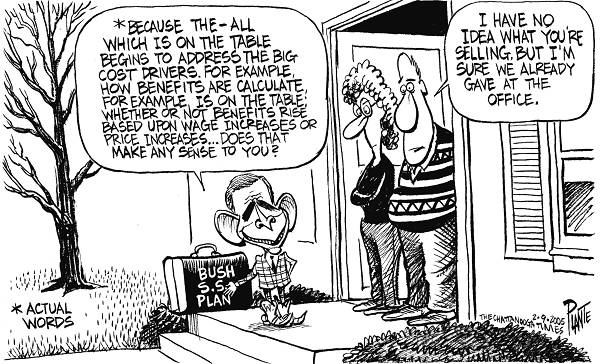 *BECAUSE THE-ALL
WHICH IS ON THE TABLE
BEGINS TO ADDRESS THE BIG
COST DRIVERS. FOR EXAMPLE,
HOW BENEFITS ARE CALCULATE,
FOR EXAMPLE, IS ON THE TABLE;
WHETHER OR NOT BENEFITS RISE
BASED UPON WAGE INCREASES OR
PRICE INCREASES... DOES THAT
MAKE ANY SENSE TO YOU?
I HAVE NO
IDEA WHAT YOU'RE
SELLING, BUT I'M
SURE WE ALREADY
GAVE AT THE
OFFICE.
BUSH
S.S.
PLAN
* ACTUAL
WORDS
2-9-2005
THE CHATTANOOGA TIMES
PLANTE